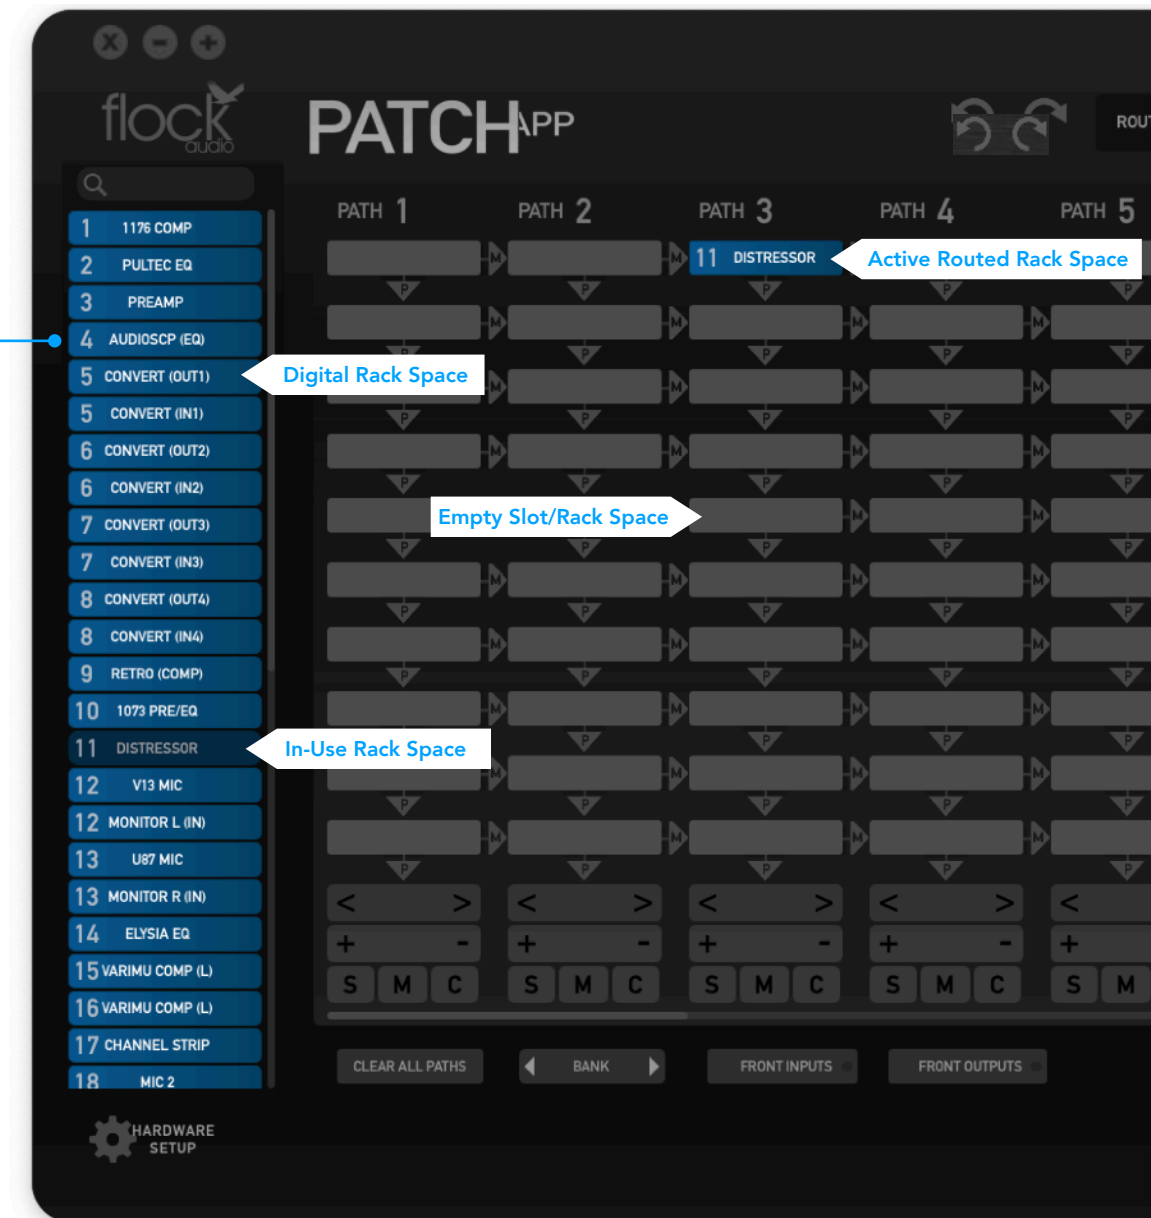 flock
audio
PATCH APP
ROUT
PATH 1
PATH 2
PATH 3
PATH 4
PATH 5
1 1176 COMP
2 PULTEC EQ
3 PREAMP
4 AUDIOSCP (EQ)
5 CONVERT (OUT1)
5 CONVERT (IN1)
6 CONVERT (OUT2)
6 CONVERT (IN2)
7 CONVERT (OUT3)
7 CONVERT (IN3)
8 CONVERT (OUT4)
8 CONVERT (IN4)
9 RETRO (COMP)
10 1073 PRE/EQ
11 DISTRESSOR
12 V13 MIC
12 MONITOR L (IN)
13 U87 MIC
13 MONITOR R (IN)
14 ELYSIA EQ
15 VARIMU COMP (L)
16 VARIMU COMP (L)
17 CHANNEL STRIP
18 MIC 2
HARDWARE
SETUP
M M 11 DISTRESSOR
Active Routed Rack Space
P P P P P
M M M M
P P P P P
Digital Rack Space
M M M M
P P P P P
M M M M
P P P P P
Empty Slot/Rack Space
M M
P P P P P
M M M M
P P P P P
M M M M
P P P P P
M M M M
In-Use Rack Space
P P P P
M M M M
P P P P P
M M M M
P P P P P
< > < > < > < > <
+ - + - + - + - +
S M C S M C S M C S M C S M
CLEAR ALL PATHS
BANK
FRONT INPUTS
FRONT OUTPUTS